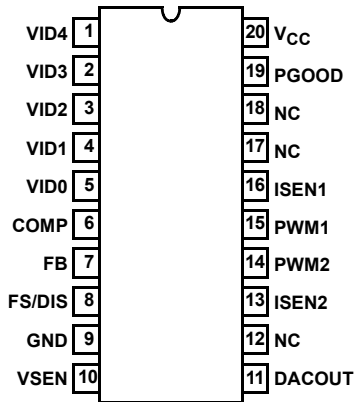 VID4 1 20 VCC
VID3 2 19 PGOOD
VID2 3 18 NC
VID1 4 17 NC
VID0 5 16 ISEN1
COMP 6 15 PWM1
FB 7 14 PWM2
FS/DIS 8 13 ISEN2
GND 9 12 NC
VSEN 10 11 DACOUT